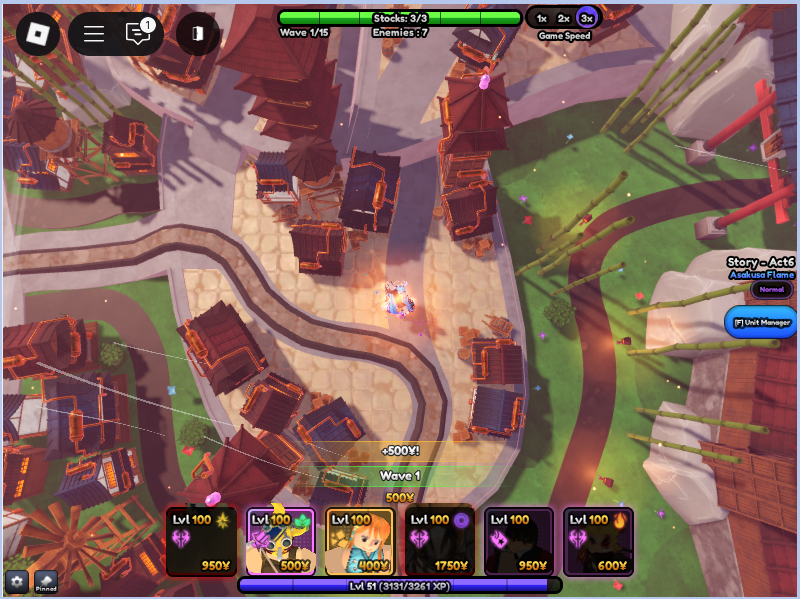 1
Stocks: 3/3
Wave 1/15
Enemies : 7
1x 2x 3x
Game Speed
Story - Act6
Asakusa Flame
Normal
[F] Unit Manager
+500¥!
Wave 1
500¥
Lvl 100
950¥
Lvl 100
500¥
Lvl 100
400¥
Lvl 100
1750¥
Lvl 100
950¥
Lvl 100
600¥
Lvl 51 (3131/3261 XP)
Pinned